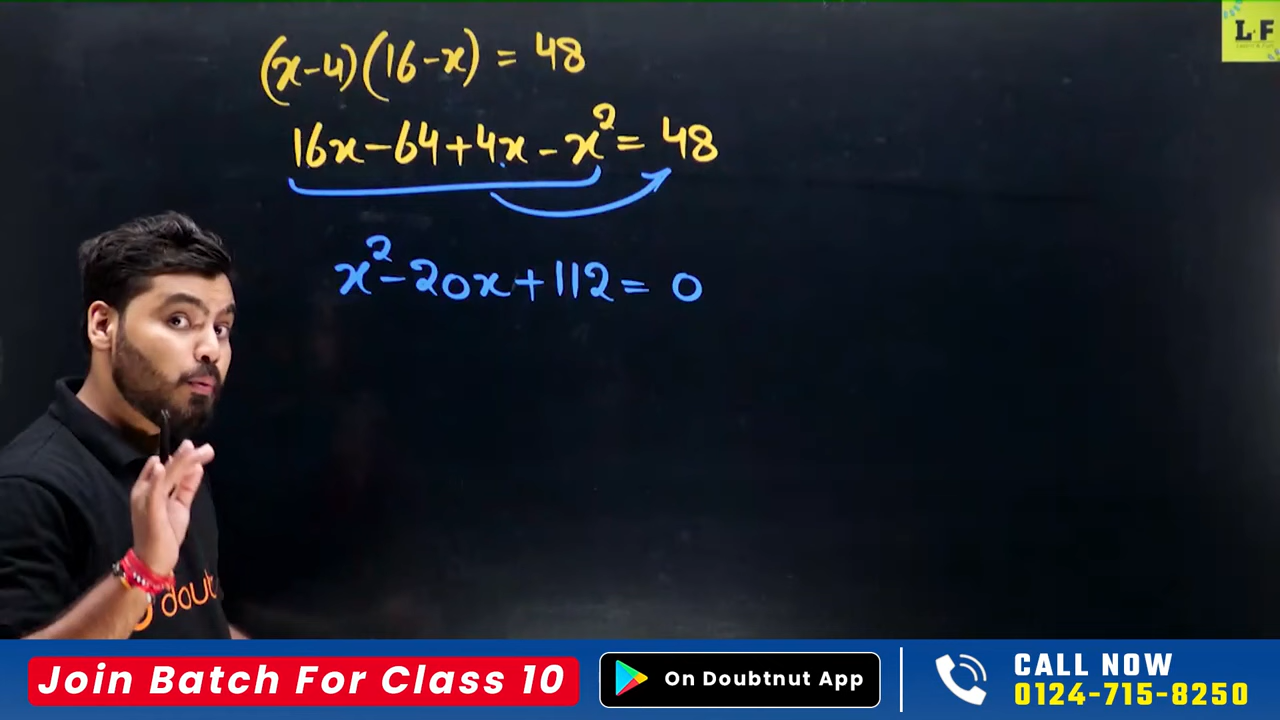 (x-4)(16-x) = 48
L·F
16x-64+4x-x²=48
x²-20x+112=0
dout
Join Batch For Class 10
On Doubtnut App
CALL NOW
0124-715-8250